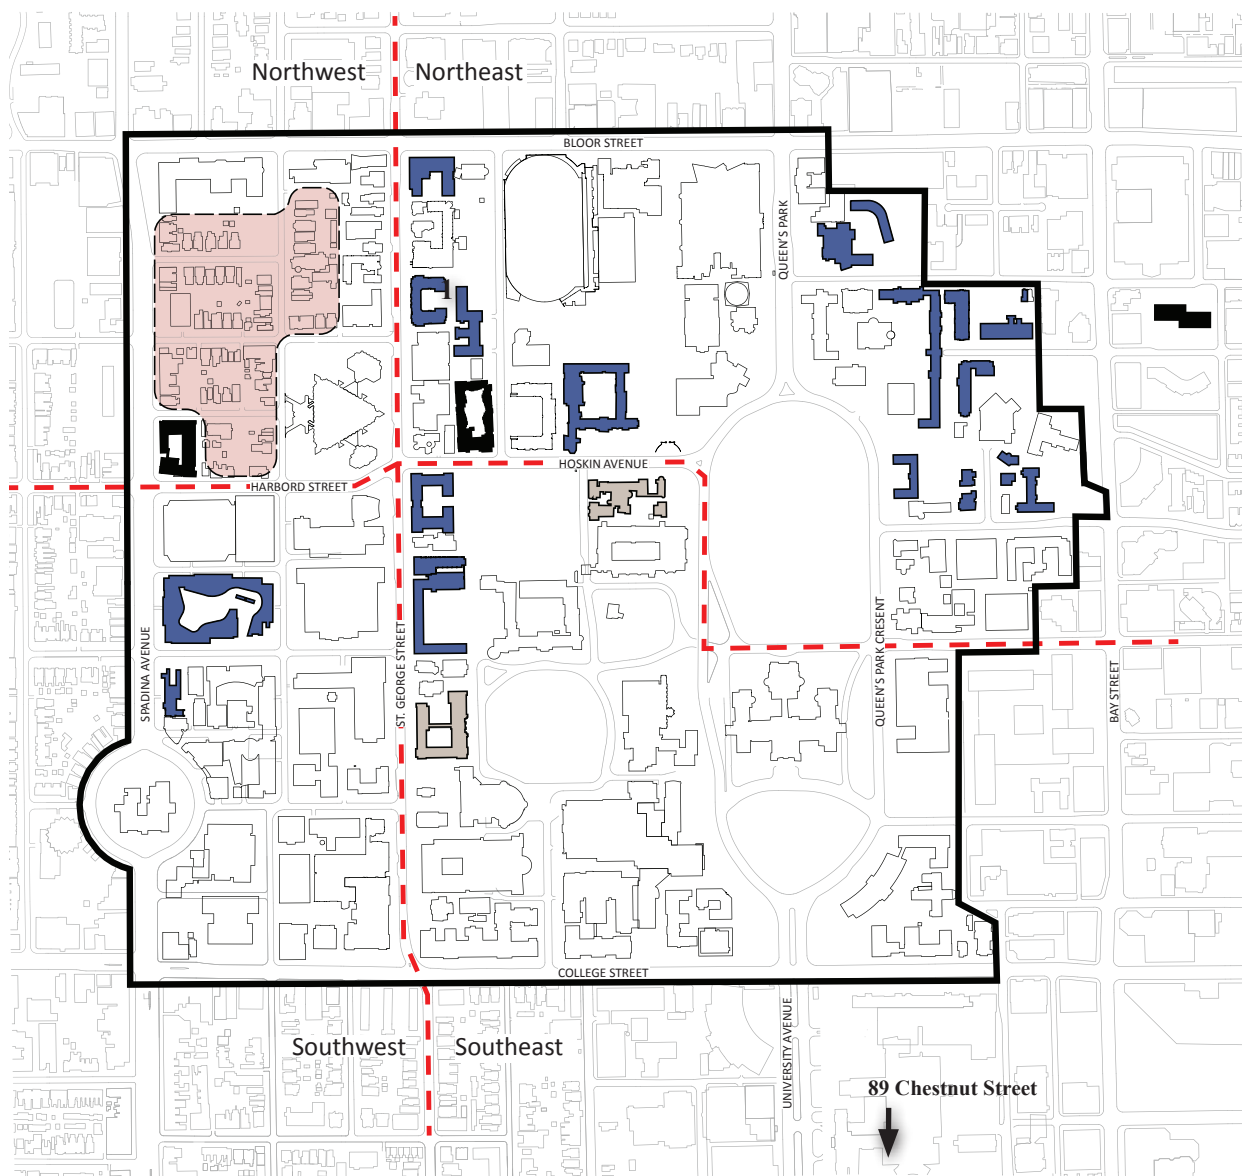 Northwest
Northeast
BLOOR STREET
QUEEN'S PARK
1
HOSKIN AVENUE
HARBORD STREET
SPADINA AVENUE
ST. GEORGE STREET
QUEEN'S PARK CRESENT
BAY STREET
COLLEGE STREET
UNIVERSITY AVENUE
Southwest
Southeast
89 Chestnut Street